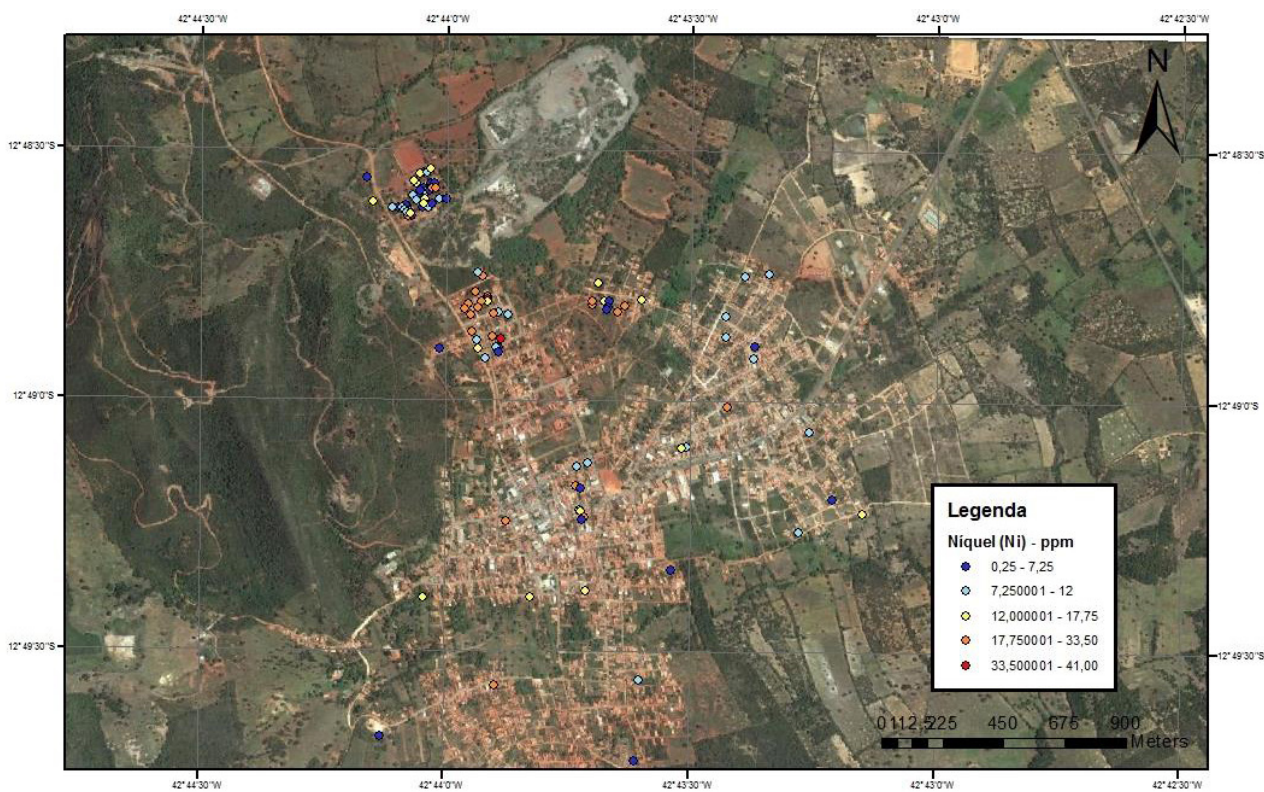 42°44'30"W 42°44'0"W 42°43'30"W 42°43'0"W 42°42'30"W
N
12°48'30"S 12°48'30"S
12°49'0"S 12°49'0"S
Legenda
Níquel (Ni) - ppm
0,25 - 7,25
7,250001 - 12
12,000001 - 17,75
17,750001 - 33,50
33,500001 - 41,00
12°49'30"S 12°49'30"S
0 112,5 225 450 675 900
Meters
42°44'30"W 42°44'0"W 42°43'30"W 42°43'0"W 42°42'30"W